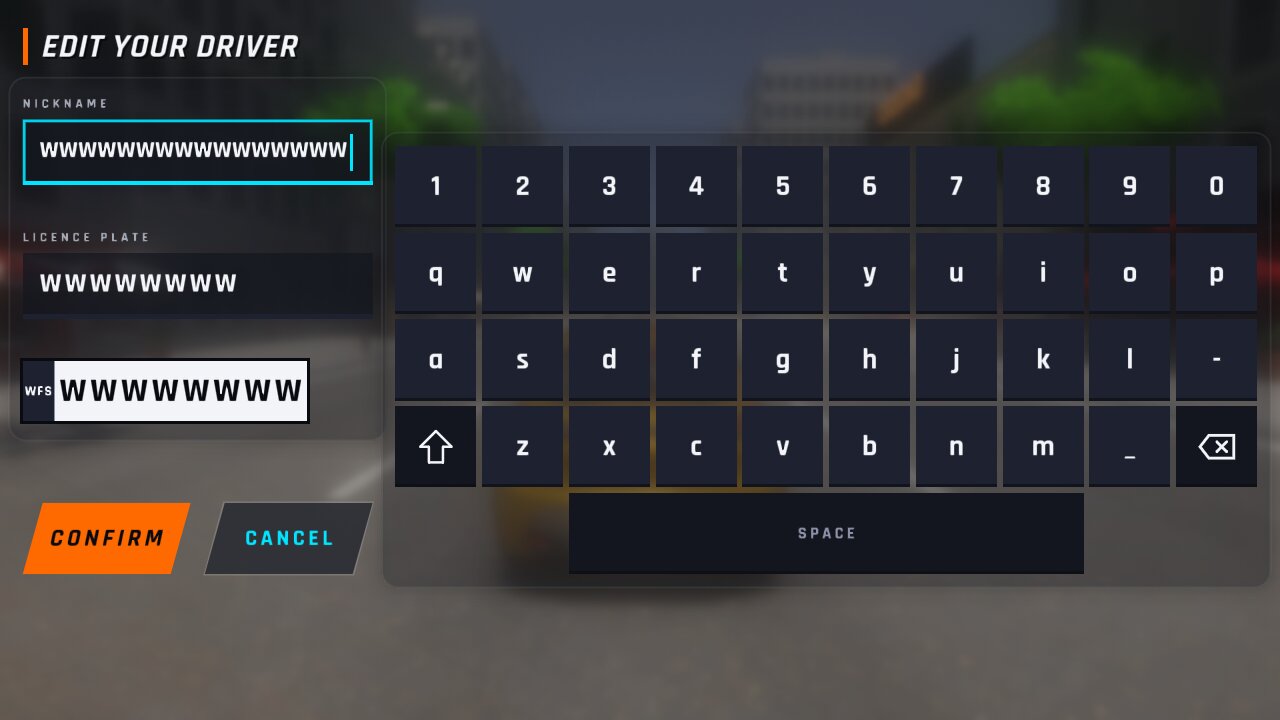 EDIT YOUR DRIVER
NICKNAME
WWWWWWWWWWWWWWWW
LICENCE PLATE
WWWWWWWW
WFS WWWWWWWW
CONFIRM CANCEL
1 2 3 4 5 6 7 8 9 0
q w e r t y u i o p
a s d f g h j k l -
z x c v b n m _
SPACE